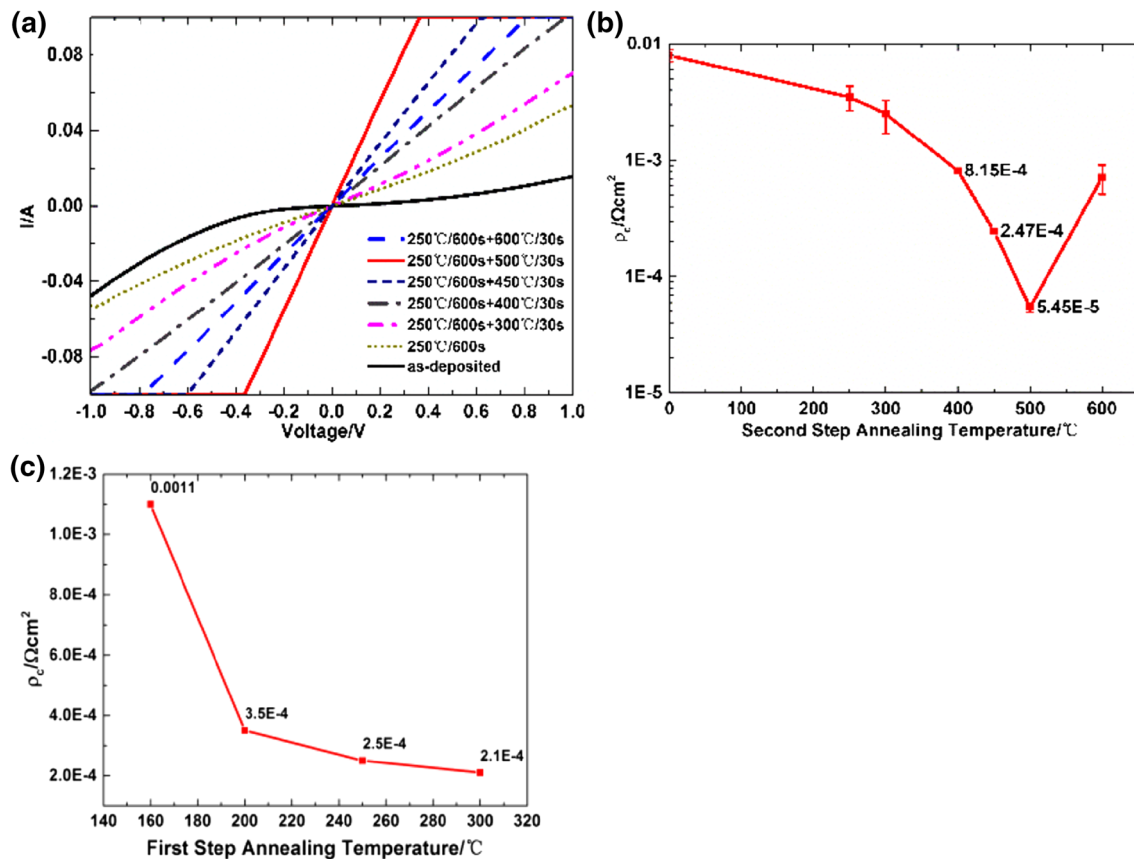 (a)
I/A
0.08
0.04
0.00
-0.04
-0.08
250℃/600s+600℃/30s
250℃/600s+500℃/30s
250℃/600s+450℃/30s
250℃/600s+400℃/30s
250℃/600s+300℃/30s
250℃/600s
as-deposited
-1.0 -0.8 -0.6 -0.4 -0.2 0.0 0.2 0.4 0.6 0.8 1.0
Voltage/V
(b)
ρc/Ωcm²
0.01
1E-3
1E-4
1E-5
8.15E-4
2.47E-4
5.45E-5
0 100 200 300 400 500 600
Second Step Annealing Temperature/℃
(c)
ρc/Ωcm²
1.2E-3
1.0E-3
8.0E-4
6.0E-4
4.0E-4
2.0E-4
0.0011
3.5E-4
2.5E-4
2.1E-4
140 160 180 200 220 240 260 280 300 320
First Step Annealing Temperature/℃